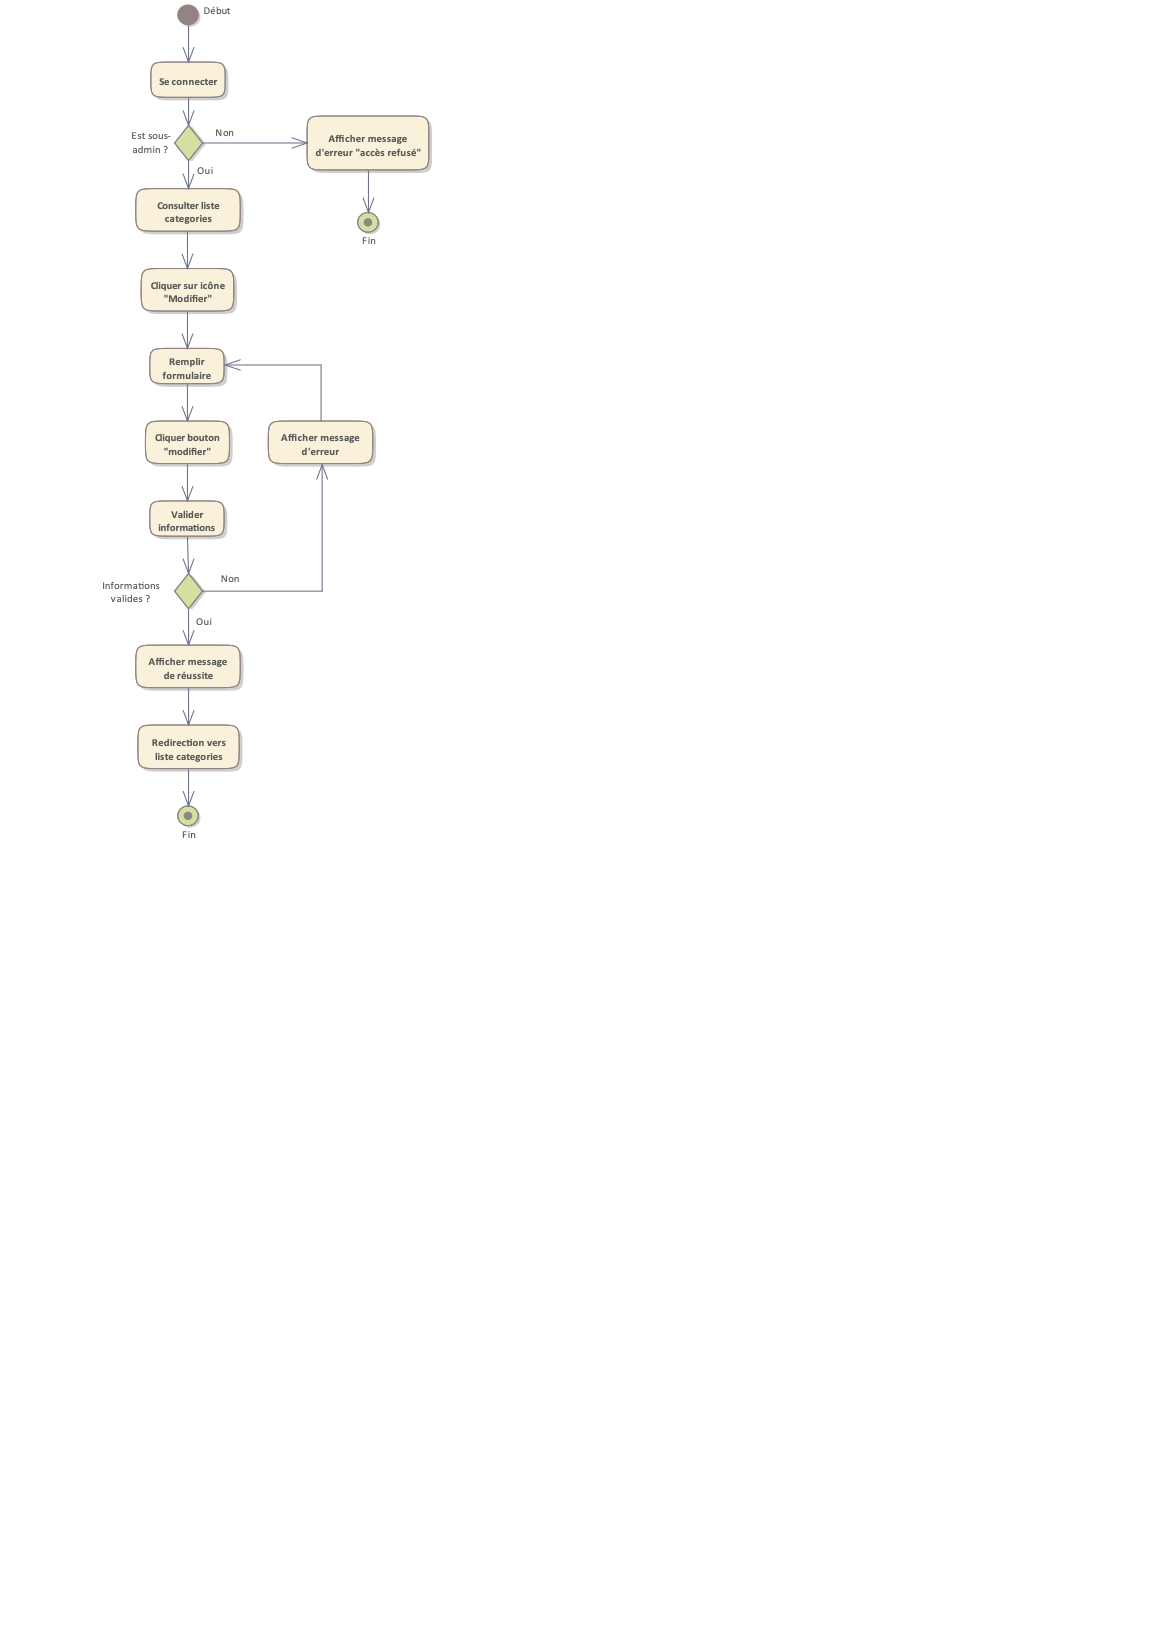 Début
Se connecter
Est sous-
admin ?
Non
Afficher message
d'erreur "accès refusé"
Oui
Consulter liste
categories
Fin
Cliquer sur icône
"Modifier"
Remplir
formulaire
Cliquer bouton
"modifier"
Afficher message
d'erreur
Valider
informations
Informations
valides ?
Non
Oui
Afficher message
de réussite
Redirection vers
liste categories
Fin